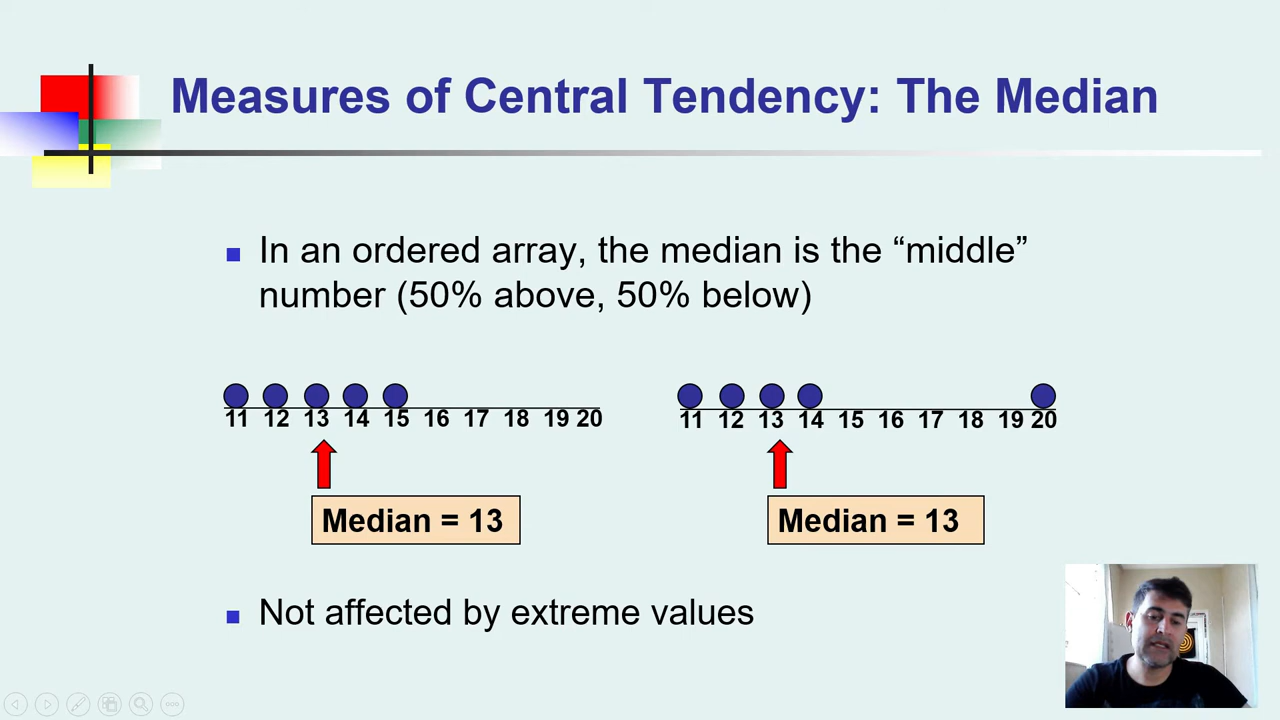 Measures of Central Tendency: The Median
In an ordered array, the median is the “middle”
number (50% above, 50% below)
11 12 13 14 15 16 17 18 19 20
Median = 13
11 12 13 14 15 16 17 18 19 20
Median = 13
Not affected by extreme values